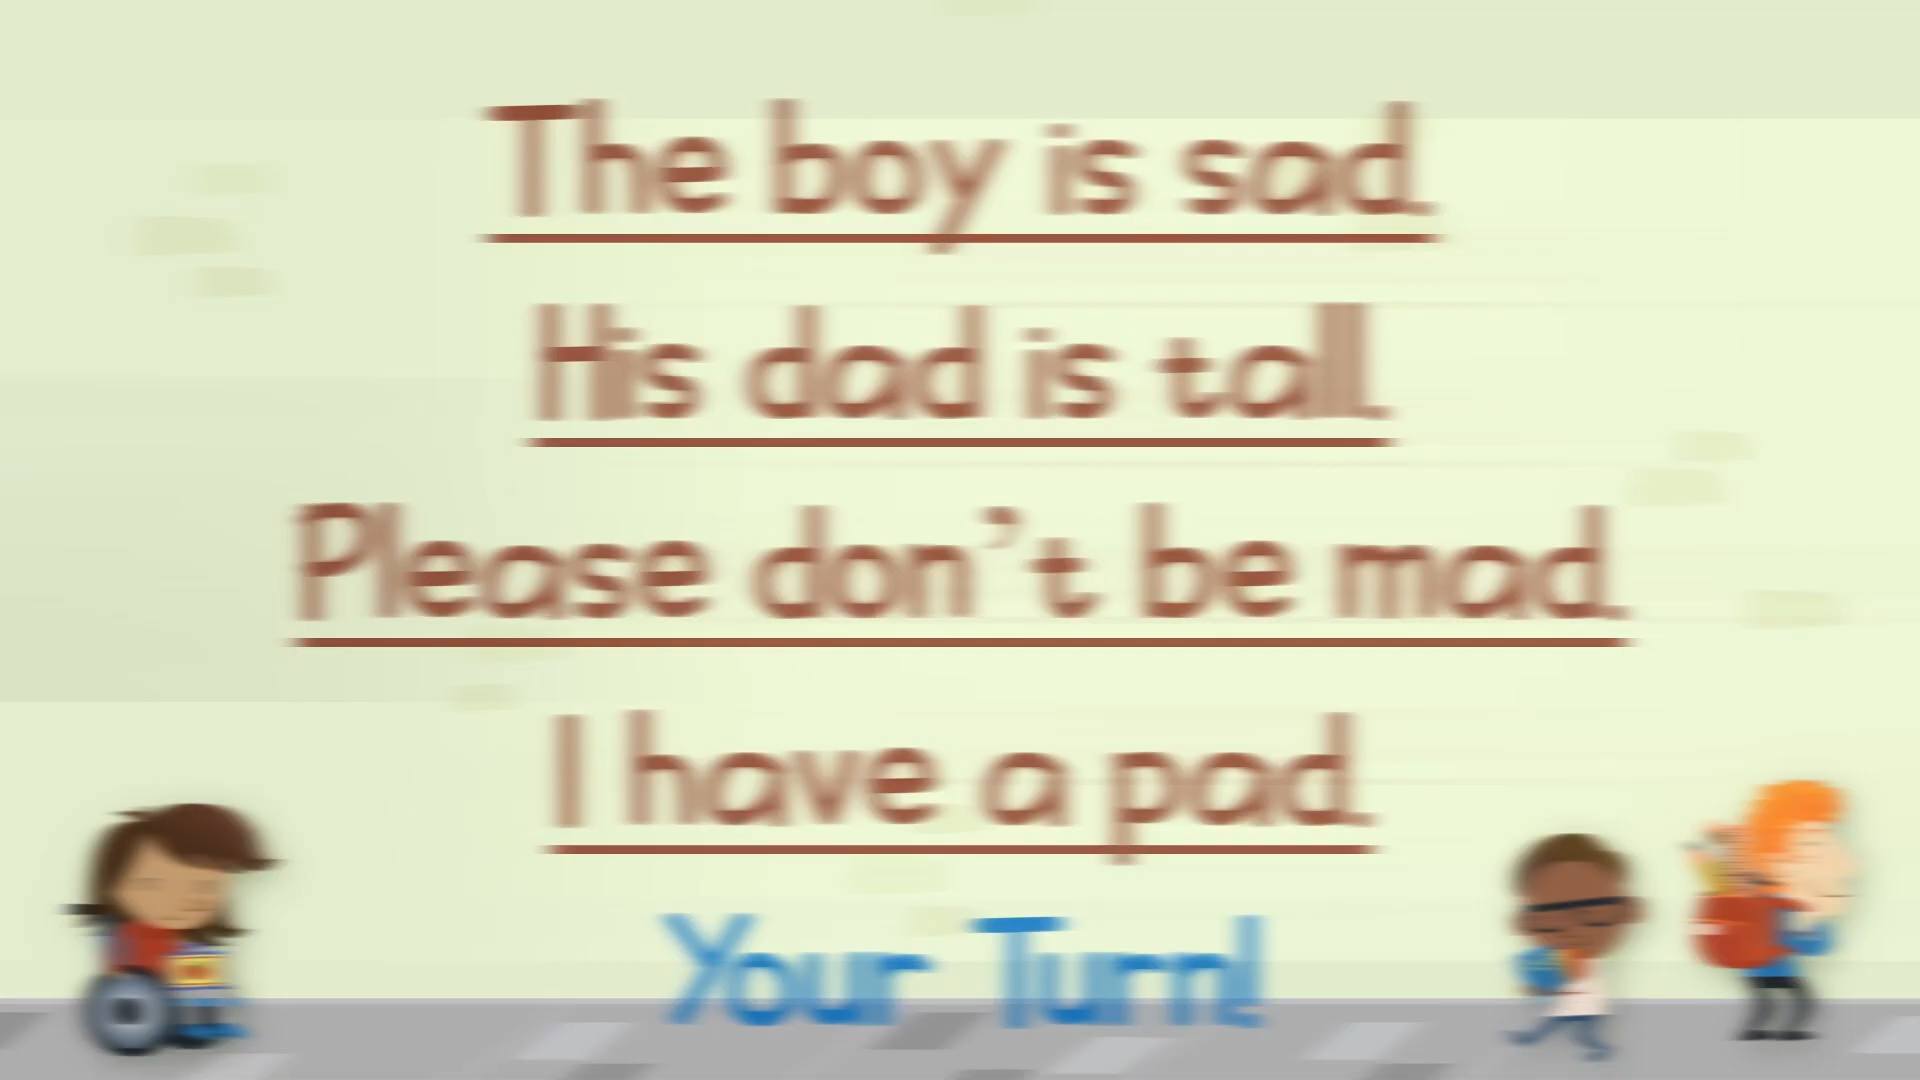 The boy is sad.
His dad is tall.
Please don't be mad.
I have a pad.
Your Turn!